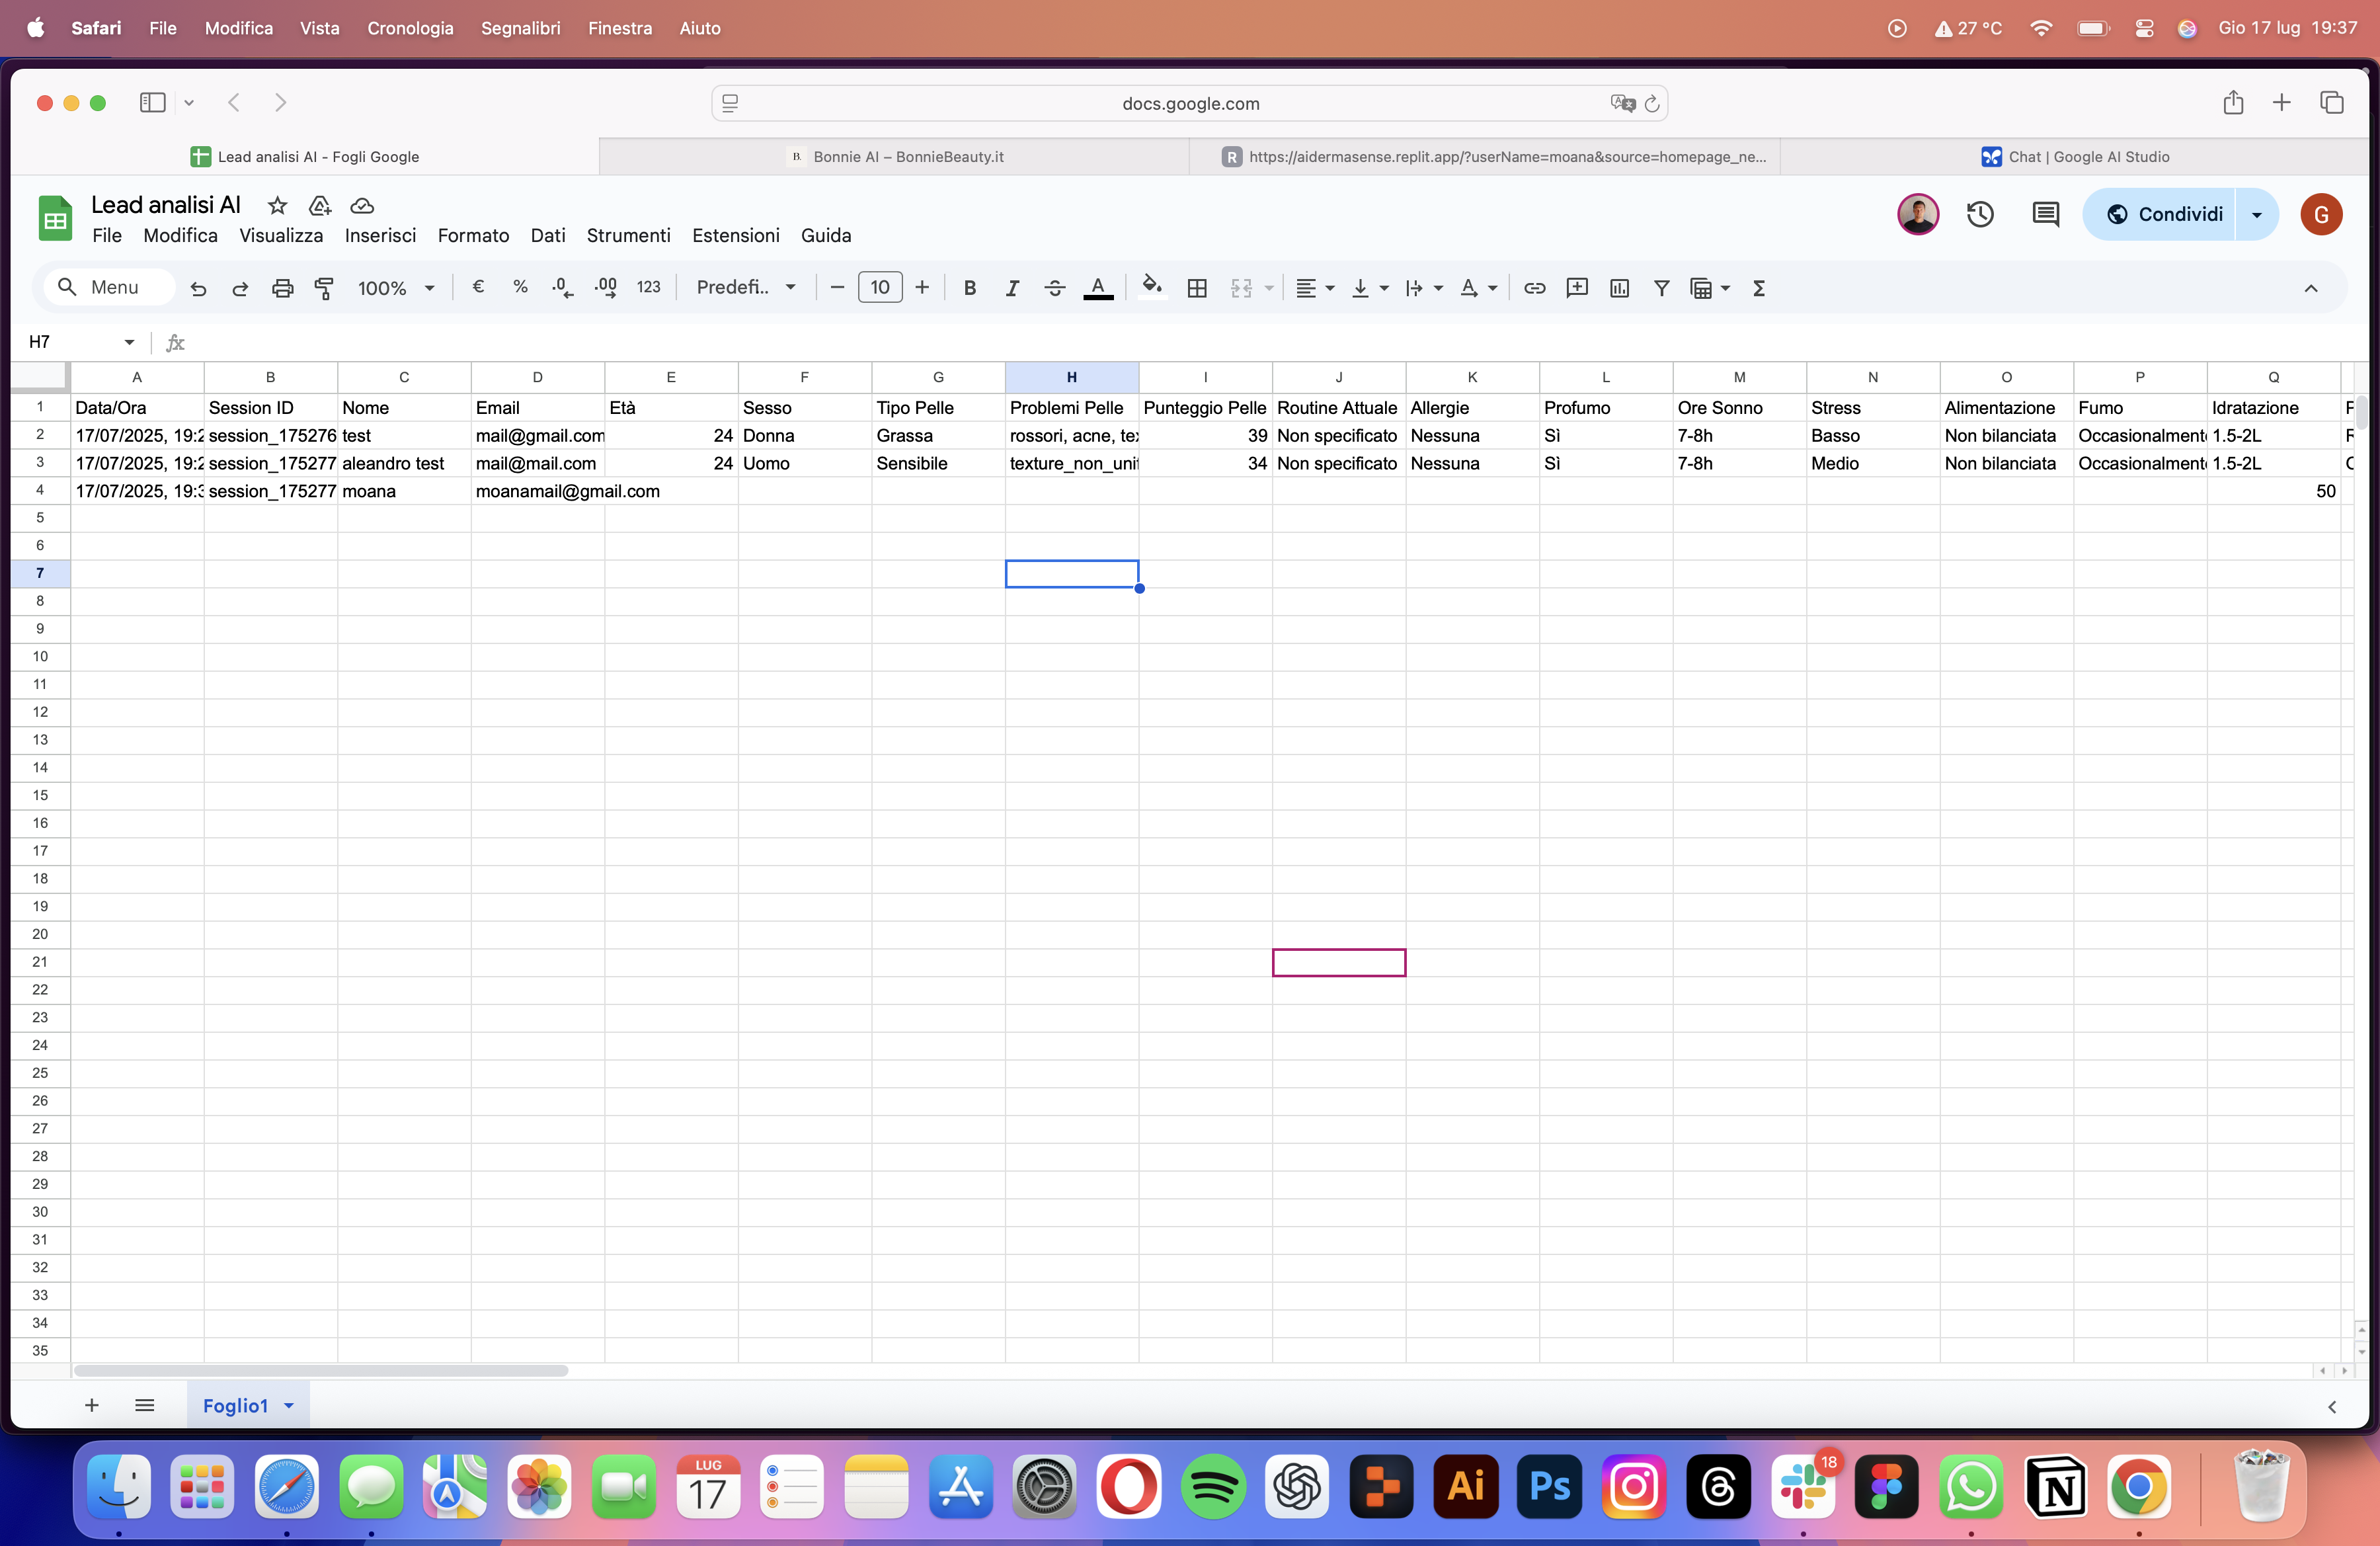 Safari File Modifica Vista Cronologia Segnalibri Finestra Aiuto 27 °C Gio 17 lug 19:37
docs.google.com
Lead analisi AI - Fogli Google B. Bonnie AI – BonnieBeauty.it R https://aidermasense.replit.app/?userName=moana&source=homepage_ne... Chat | Google AI Studio
Lead analisi AI
Condividi G
File Modifica Visualizza Inserisci Formato Dati Strumenti Estensioni Guida
Menu 100% € % .0 .00 123 Predefi... 10 B I S A
H7 fx
A B C D E F G H I J K L M N O P Q
1 Data/Ora Session ID Nome Email Età Sesso Tipo Pelle Problemi Pelle Punteggio Pelle Routine Attuale Allergie Profumo Ore Sonno Stress Alimentazione Fumo Idratazione
2 17/07/2025, 19:2 session_175276 test mail@gmail.com 24 Donna Grassa rossori, acne, tex 39 Non specificato Nessuna Sì 7-8h Basso Non bilanciata Occasionalment 1.5-2L
3 17/07/2025, 19:2 session_175277 aleandro test mail@mail.com 24 Uomo Sensibile texture_non_unif 34 Non specificato Nessuna Sì 7-8h Medio Non bilanciata Occasionalment 1.5-2L
4 17/07/2025, 19:3 session_175277 moana moanamail@gmail.com 50
5
6
7
8
9
10
11
12
13
14
15
16
17
18
19
20
21
22
23
24
25
26
27
28
29
30
31
32
33
34
35
Foglio1
LUG
17
Ai Ps 18